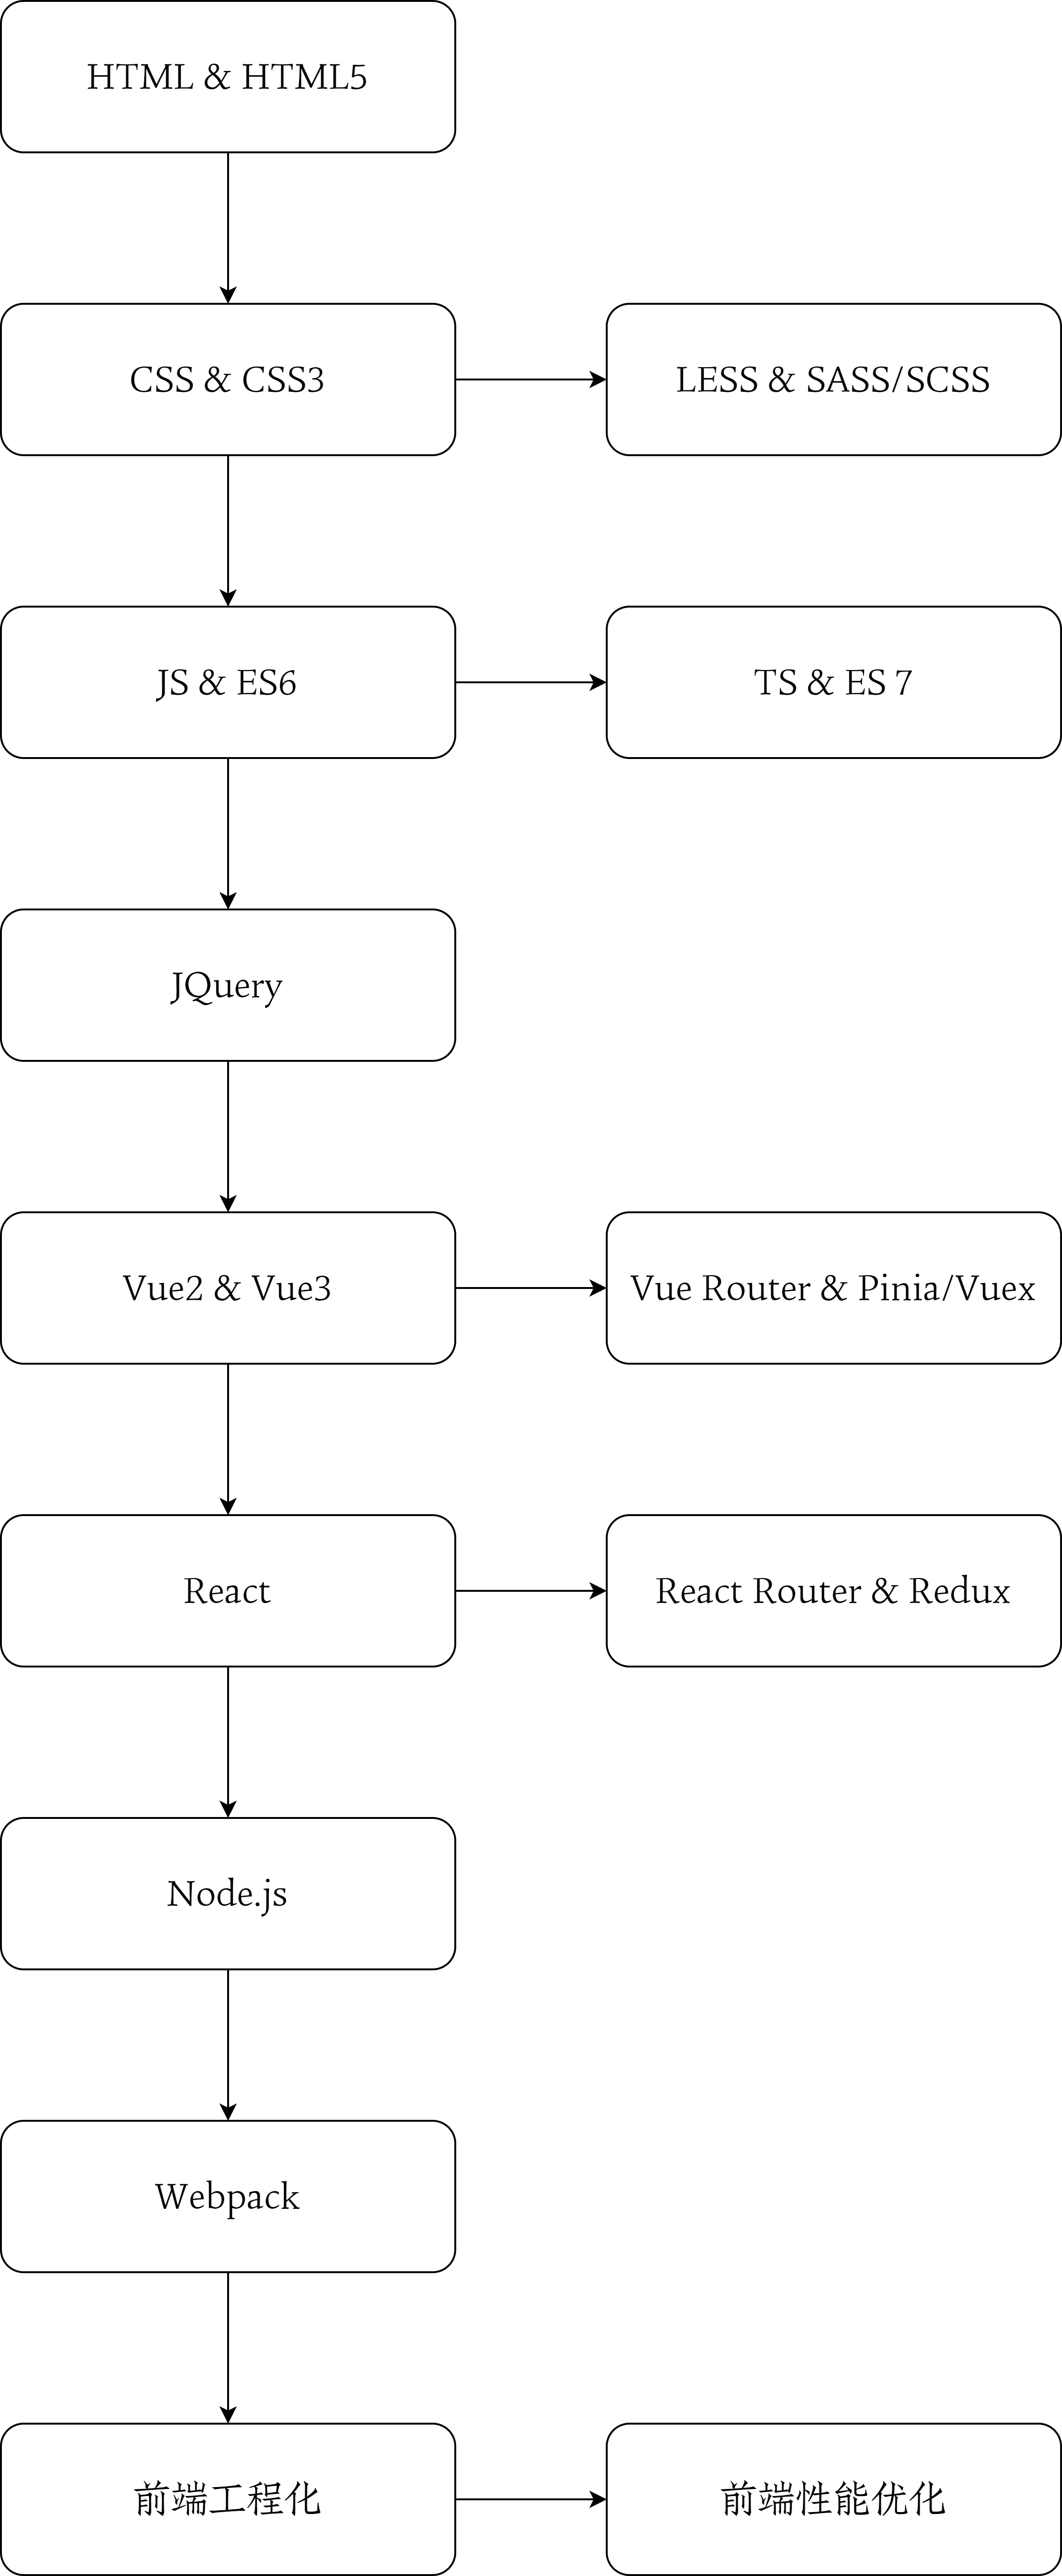 HTML & HTML5
CSS & CSS3
LESS & SASS/SCSS
JS & ES6
TS & ES 7
JQuery
Vue2 & Vue3
Vue Router & Pinia/Vuex
React
React Router & Redux
Node.js
Webpack
前端工程化
前端性能优化